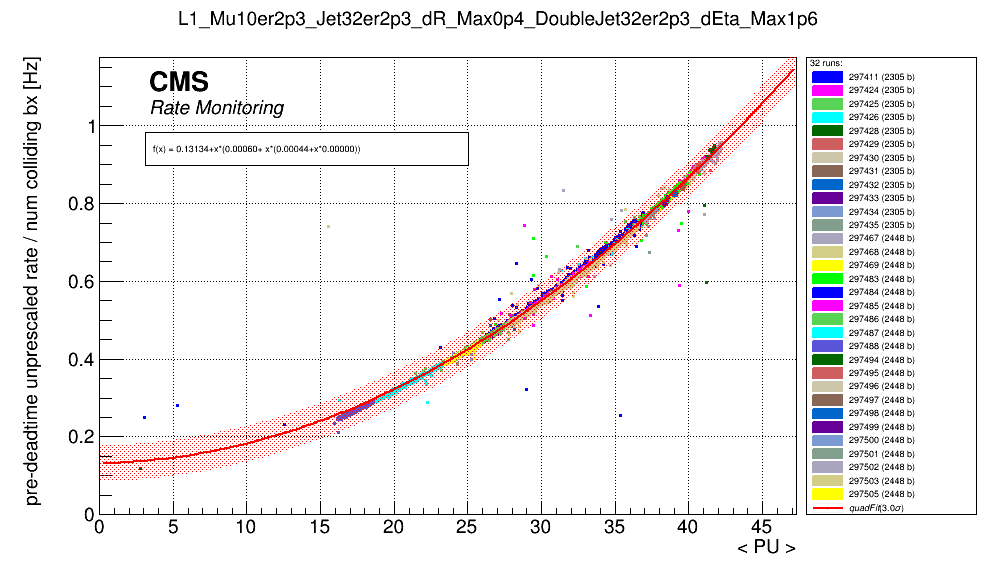 L1_Mu10er2p3_Jet32er2p3_dR_Max0p4_DoubleJet32er2p3_dEta_Max1p6
pre-deadtime unprescaled rate / num colliding bx [Hz]
CMS
Rate Monitoring
f(x) = 0.13134+x*(0.00060+ x*(0.00044+x*0.00000))
1
0.8
0.6
0.4
0.2
0
0 5 10 15 20 25 30 35 40 45
< PU >
32 runs:
297411 (2305 b)
297424 (2305 b)
297425 (2305 b)
297426 (2305 b)
297428 (2305 b)
297429 (2305 b)
297430 (2305 b)
297431 (2305 b)
297432 (2305 b)
297433 (2305 b)
297434 (2305 b)
297435 (2305 b)
297467 (2448 b)
297468 (2448 b)
297469 (2448 b)
297483 (2448 b)
297484 (2448 b)
297485 (2448 b)
297486 (2448 b)
297487 (2448 b)
297488 (2448 b)
297494 (2448 b)
297495 (2448 b)
297496 (2448 b)
297497 (2448 b)
297498 (2448 b)
297499 (2448 b)
297500 (2448 b)
297501 (2448 b)
297502 (2448 b)
297503 (2448 b)
297505 (2448 b)
quadFit(3.0σ)